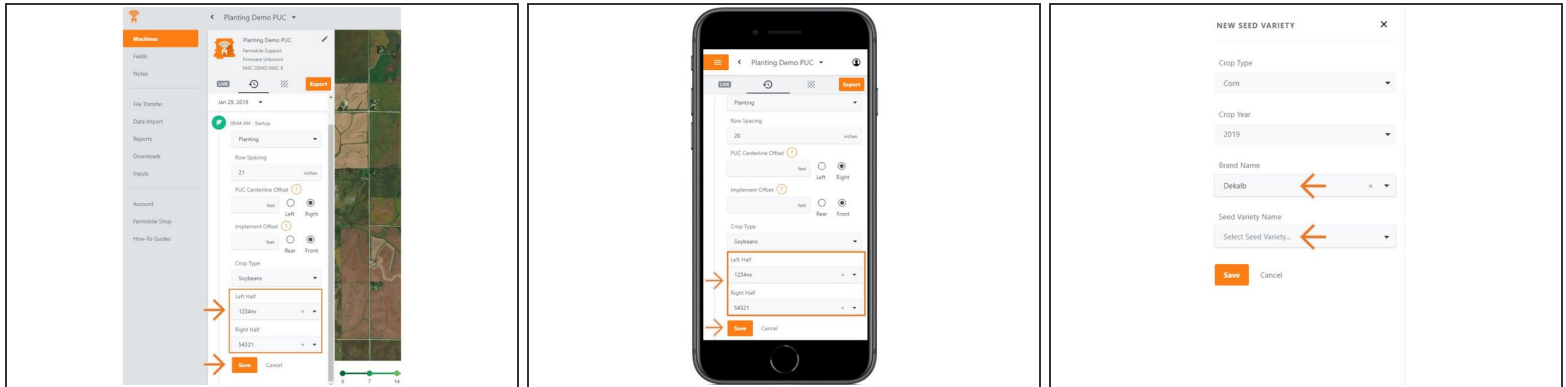 Planting Demo PUC
Machines
Fields
Notes
File Transfer
Data Import
Reports
Downloads
Inputs
Account
Farmobile Shop
How-To Guides
Planting Demo PUC
Farmobile Support
Firmware Unknown
MAC DEMO MAC 8
LIVE
Export
Jan 29, 2019
09:44 AM - Startup
Planting
Row Spacing
21 inches
PUC Centerline Offset ?
feet
Left Right
Implement Offset ?
feet
Rear Front
Crop Type
Soybeans
Left Half
1234nx ×
Right Half
54321 ×
Save Cancel
0 7 14
Planting Demo PUC
LIVE
Export
Planting
Row Spacing
20 inches
PUC Centerline Offset ?
feet
Left Right
Implement Offset ?
feet
Rear Front
Crop Type
Soybeans
Left Half
1234nx ×
Right Half
54321 ×
Save Cancel
NEW SEED VARIETY ×
Crop Type
Corn
Crop Year
2019
Brand Name
Dekalb ×
Seed Variety Name
Select Seed Variety...
Save Cancel